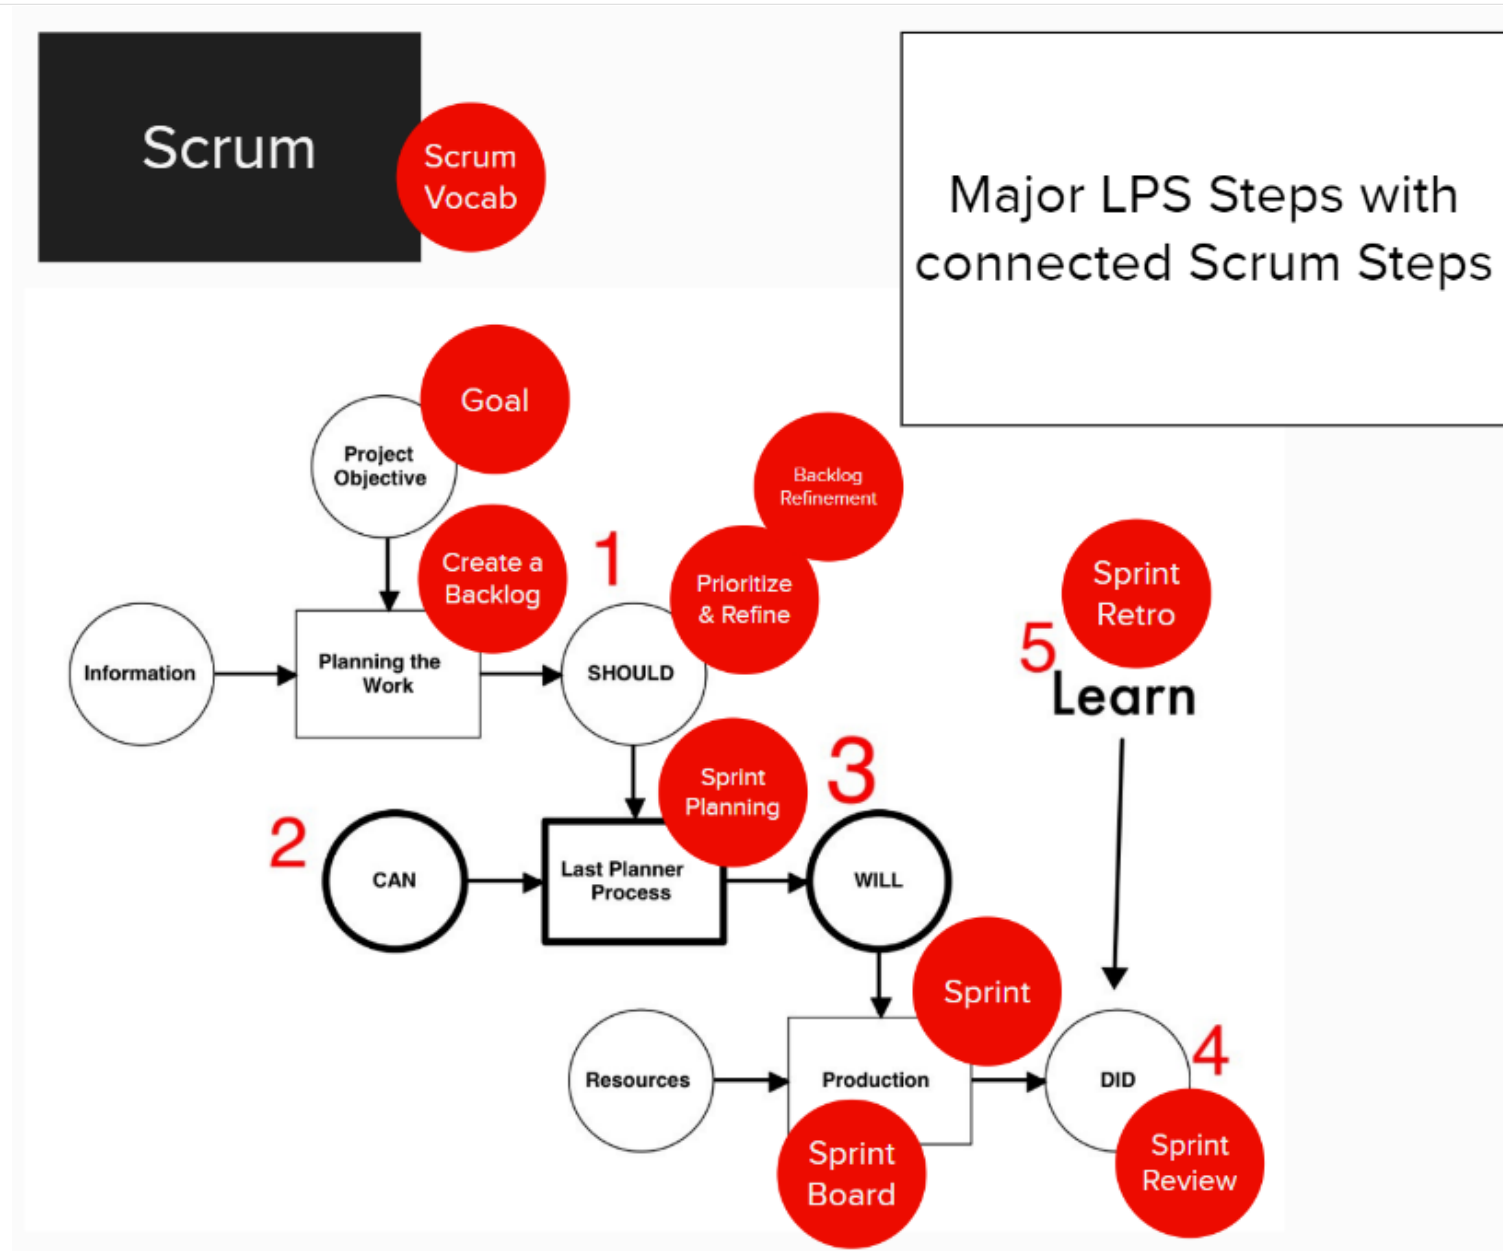 Scrum
Scrum
Vocab
Major LPS Steps with
connected Scrum Steps
Goal
Project
Objective
Backlog
Refinement
Create a
Backlog
1
Prioritize
& Refine
Sprint
Retro
5
Learn
Information
Planning the
Work
SHOULD
Sprint
Planning
3
2
CAN
Last Planner
Process
WILL
Sprint
Resources
Production
DID
4
Sprint
Board
Sprint
Review